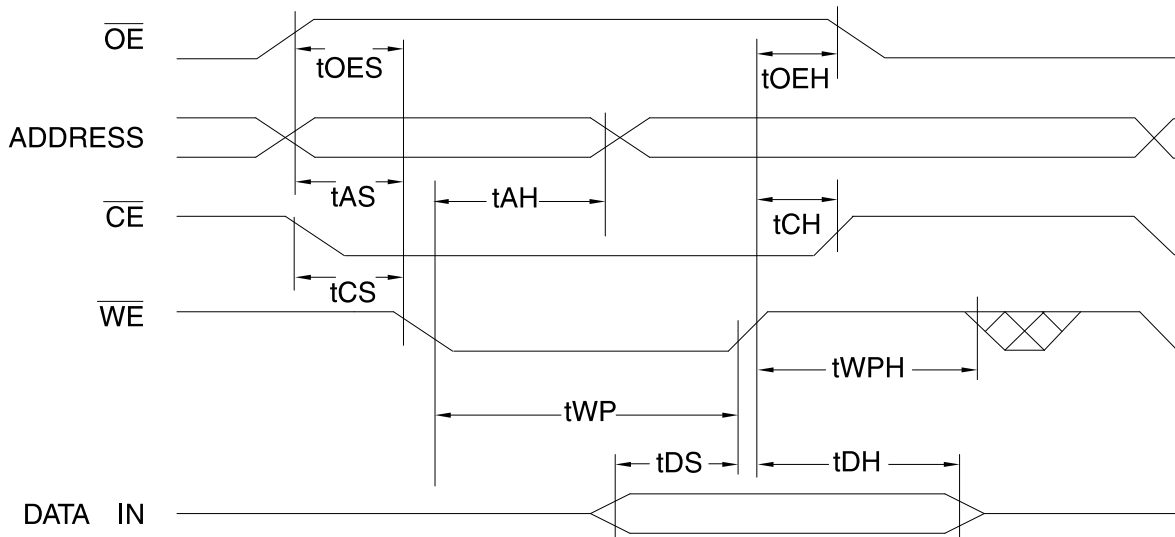 OE
tOES
tOEH
ADDRESS
tAS
tAH
CE
tCH
tCS
WE
tWPH
tWP
tDS
tDH
DATA IN